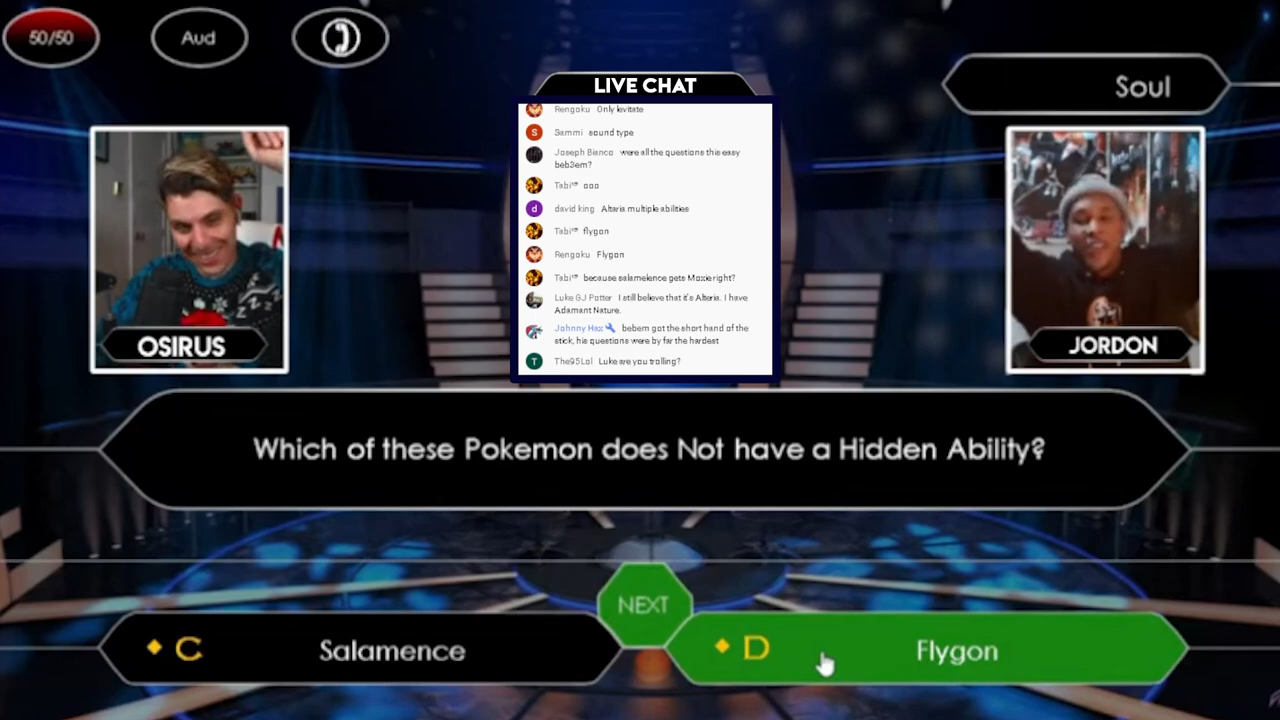 50/50
Aud
Soul
LIVE CHAT
Rengoku Only levitate
S Sammi sound type
Joseph Bianco were all the questions this easy
beb3em?
Tabi ooo
d david king Altaria multiple abilities
Tabi flygon
Rengoku Flygon
Tabi because salamelence gets Moxie right?
Luke GJ Potter I still believe that it's Altaria. I have
Adamant Nature.
Johnny Hex bebem got the short hand of the
stick, his questions were by far the hardest
T The95Lol Luke are you trolling?
OSIRUS
JORDON
Which of these Pokemon does Not have a Hidden Ability?
NEXT
C Salamence
D Flygon